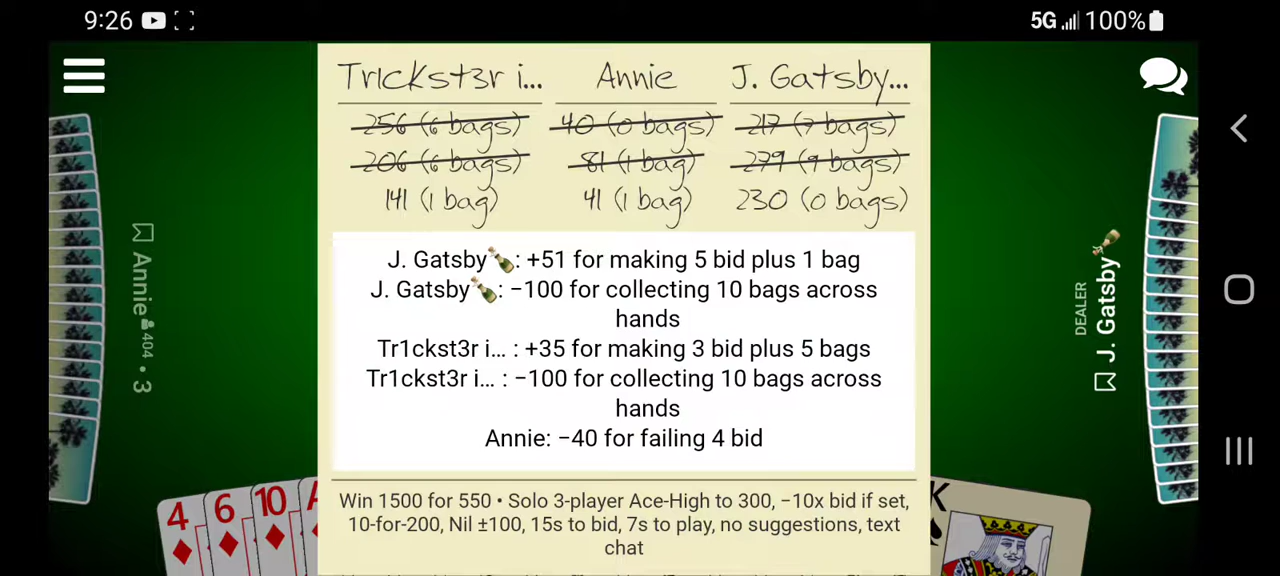 9:26
5G 100%
Tr1ckst3r i... Annie J. Gatsby...
256 (6 bags) 40 (0 bags) 217 (7 bags)
206 (6 bags) 81 (1 bag) 279 (9 bags)
141 (1 bag) 41 (1 bag) 230 (0 bags)
J. Gatsby🍾: +51 for making 5 bid plus 1 bag
J. Gatsby🍾: −100 for collecting 10 bags across
hands
Tr1ckst3r i... : +35 for making 3 bid plus 5 bags
Tr1ckst3r i... : −100 for collecting 10 bags across
hands
Annie: −40 for failing 4 bid
Win 1500 for 550 • Solo 3-player Ace-High to 300, −10x bid if set,
10-for-200, Nil ±100, 15s to bid, 7s to play, no suggestions, text
chat
Annie 404 • 3
DEALER
J. Gatsby🍾
4 6 10 A
K